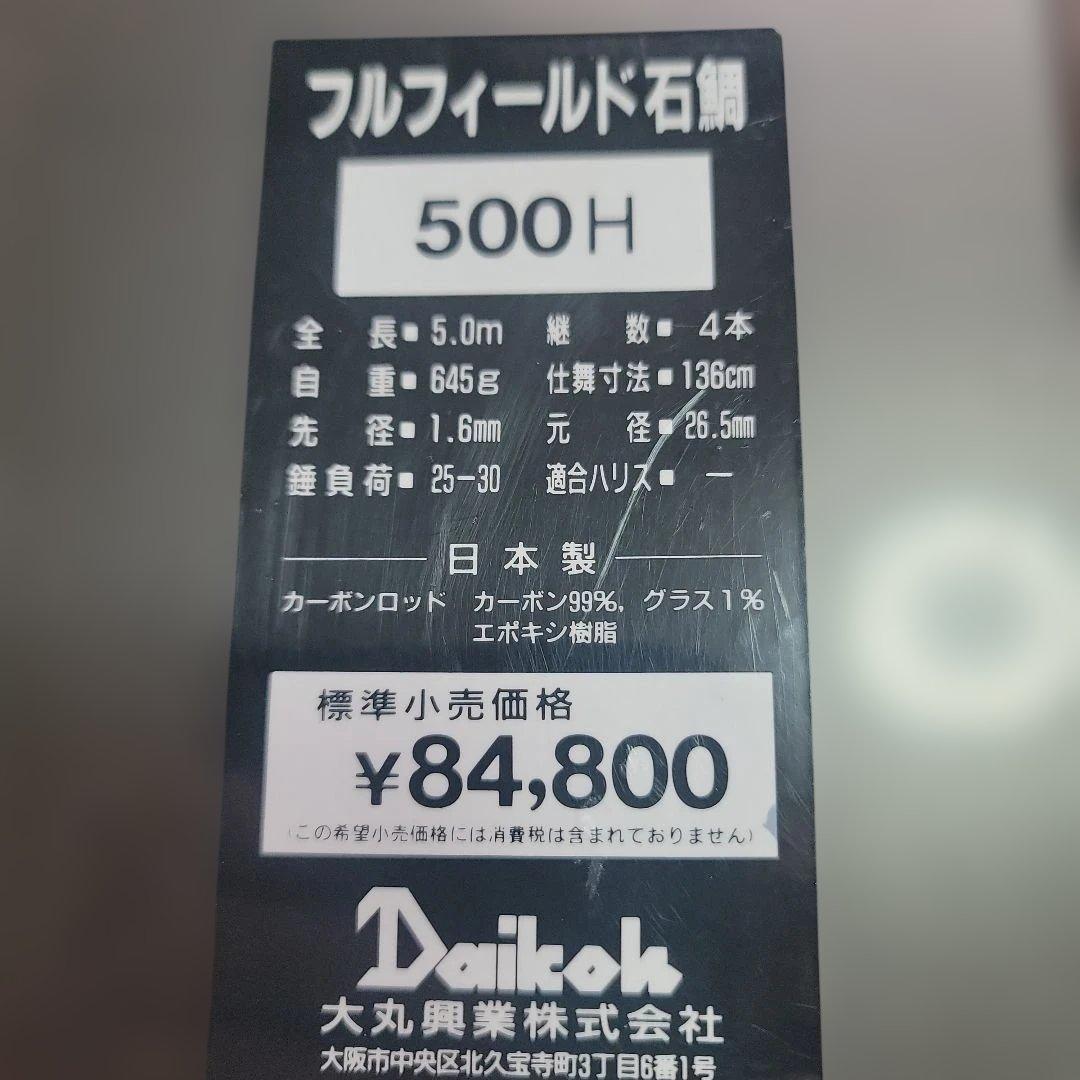 フルフィールド石鯛
500H
全長■5.0m 継数■4本
自重■645g 仕舞寸法■136cm
先径■1.6mm 元径■26.5mm
錘負荷■25-30 適合ハリス■ー
日本製
カーボンロッド カーボン99%, グラス1%
エポキシ樹脂
標準小売価格
¥84,800
(この希望小売価格には消費税は含まれておりません)
Daikoh
大丸興業株式会社
大阪市中央区北久宝寺町3丁目6番1号